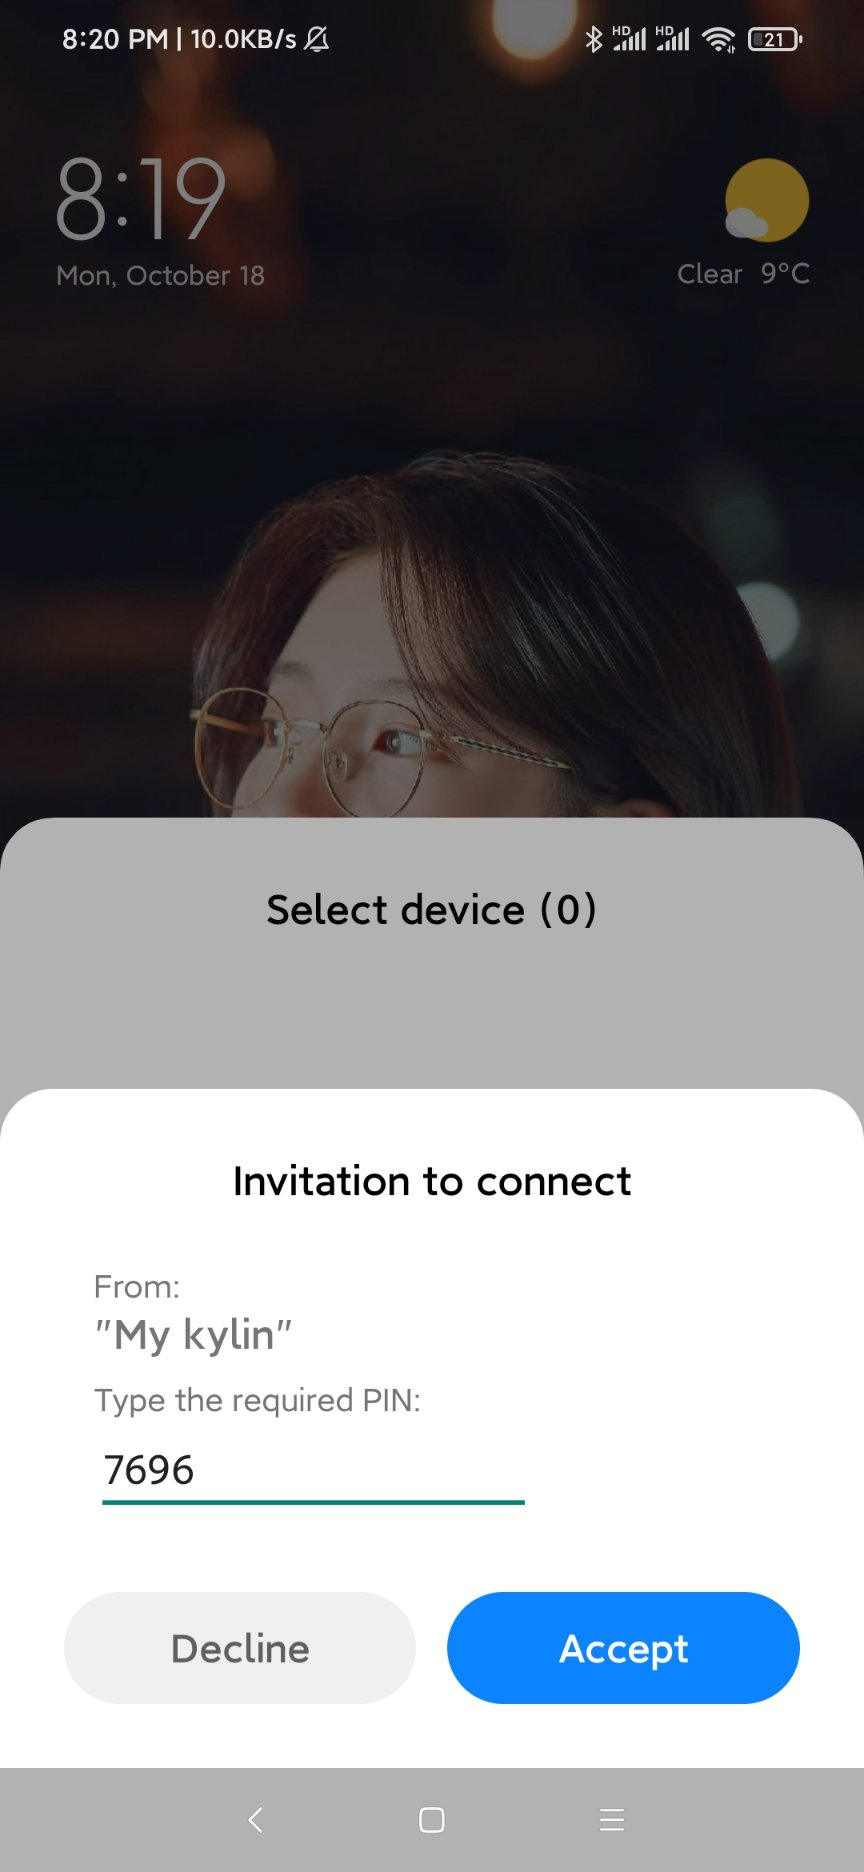 8:20 PM | 10.0KB/s HD HD 21
8:19
Mon, October 18
Clear 9°C
Select device (0)
Invitation to connect
From:
"My kylin"
Type the required PIN:
7696
Decline Accept